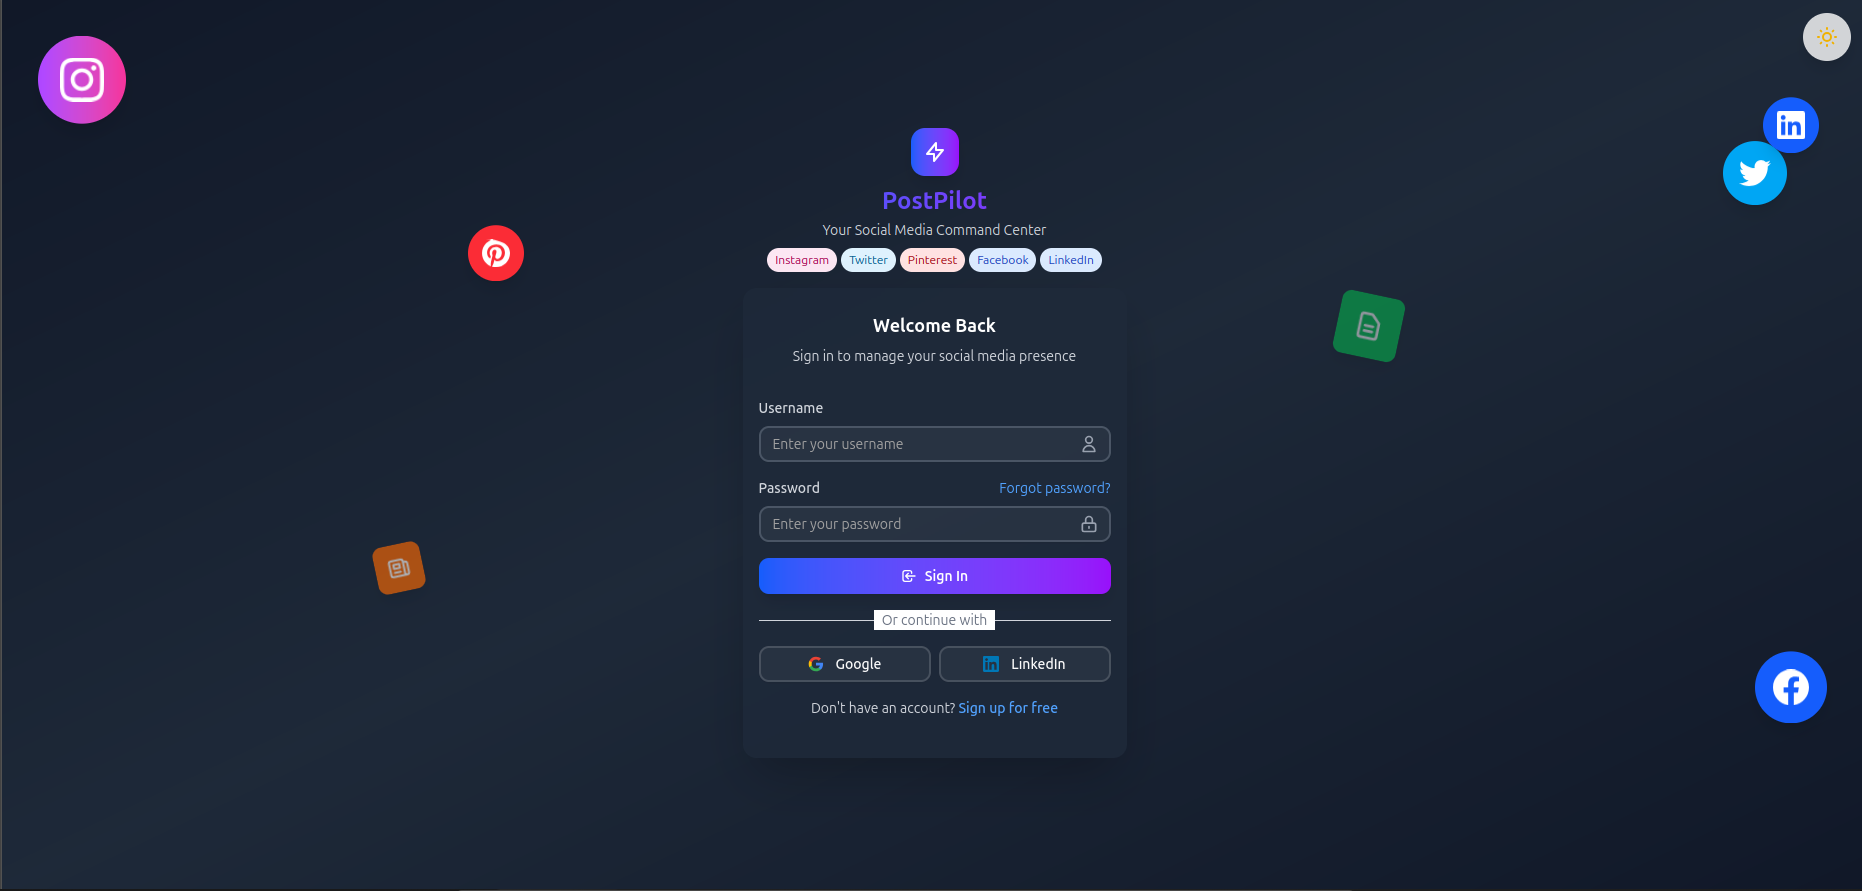 PostPilot
Your Social Media Command Center
Instagram Twitter Pinterest Facebook LinkedIn
Welcome Back
Sign in to manage your social media presence
Username
Enter your username
Password Forgot password?
Enter your password
Sign In
Or continue with
Google LinkedIn
Don't have an account? Sign up for free